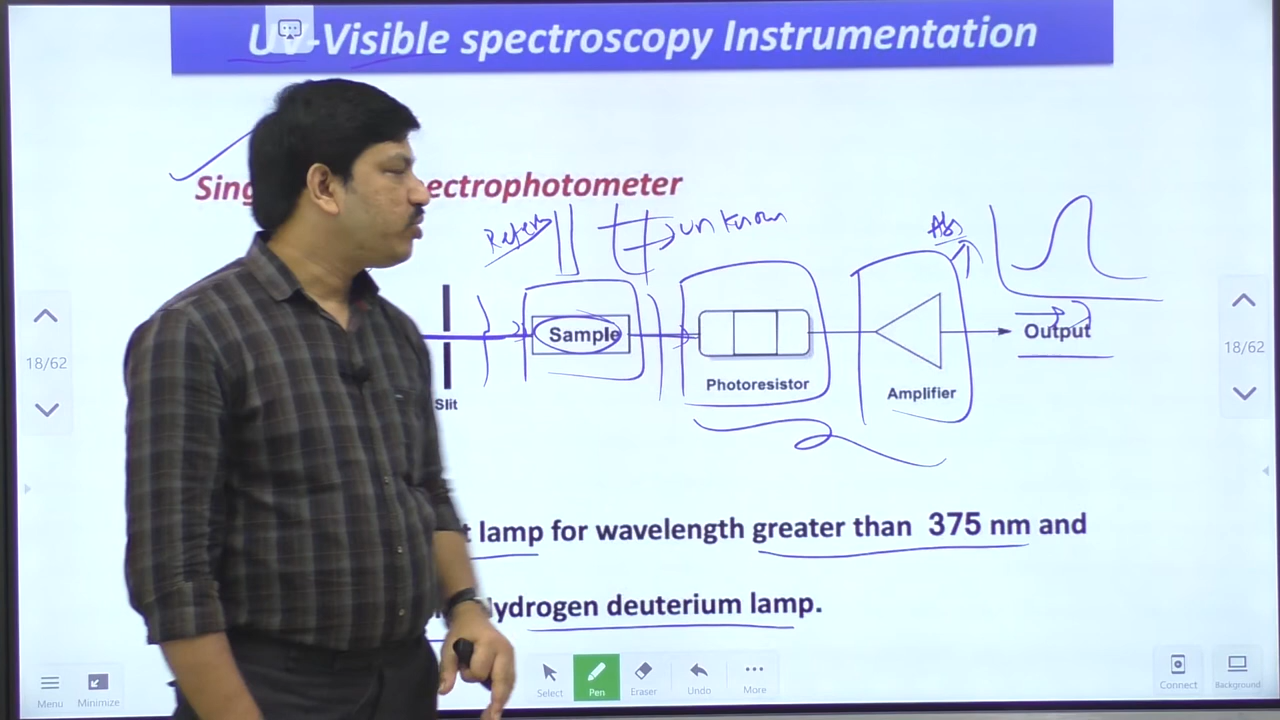 UV-Visible spectroscopy Instrumentation
Sing ectrophotometer
unknown
Abs
Sample
Output
Photoresistor
Amplifier
Slit
18/62
18/62
t lamp for wavelength greater than 375 nm and
ydrogen deuterium lamp.
Menu
Minimize
Select
Pen
Eraser
Undo
More
Connect
Background